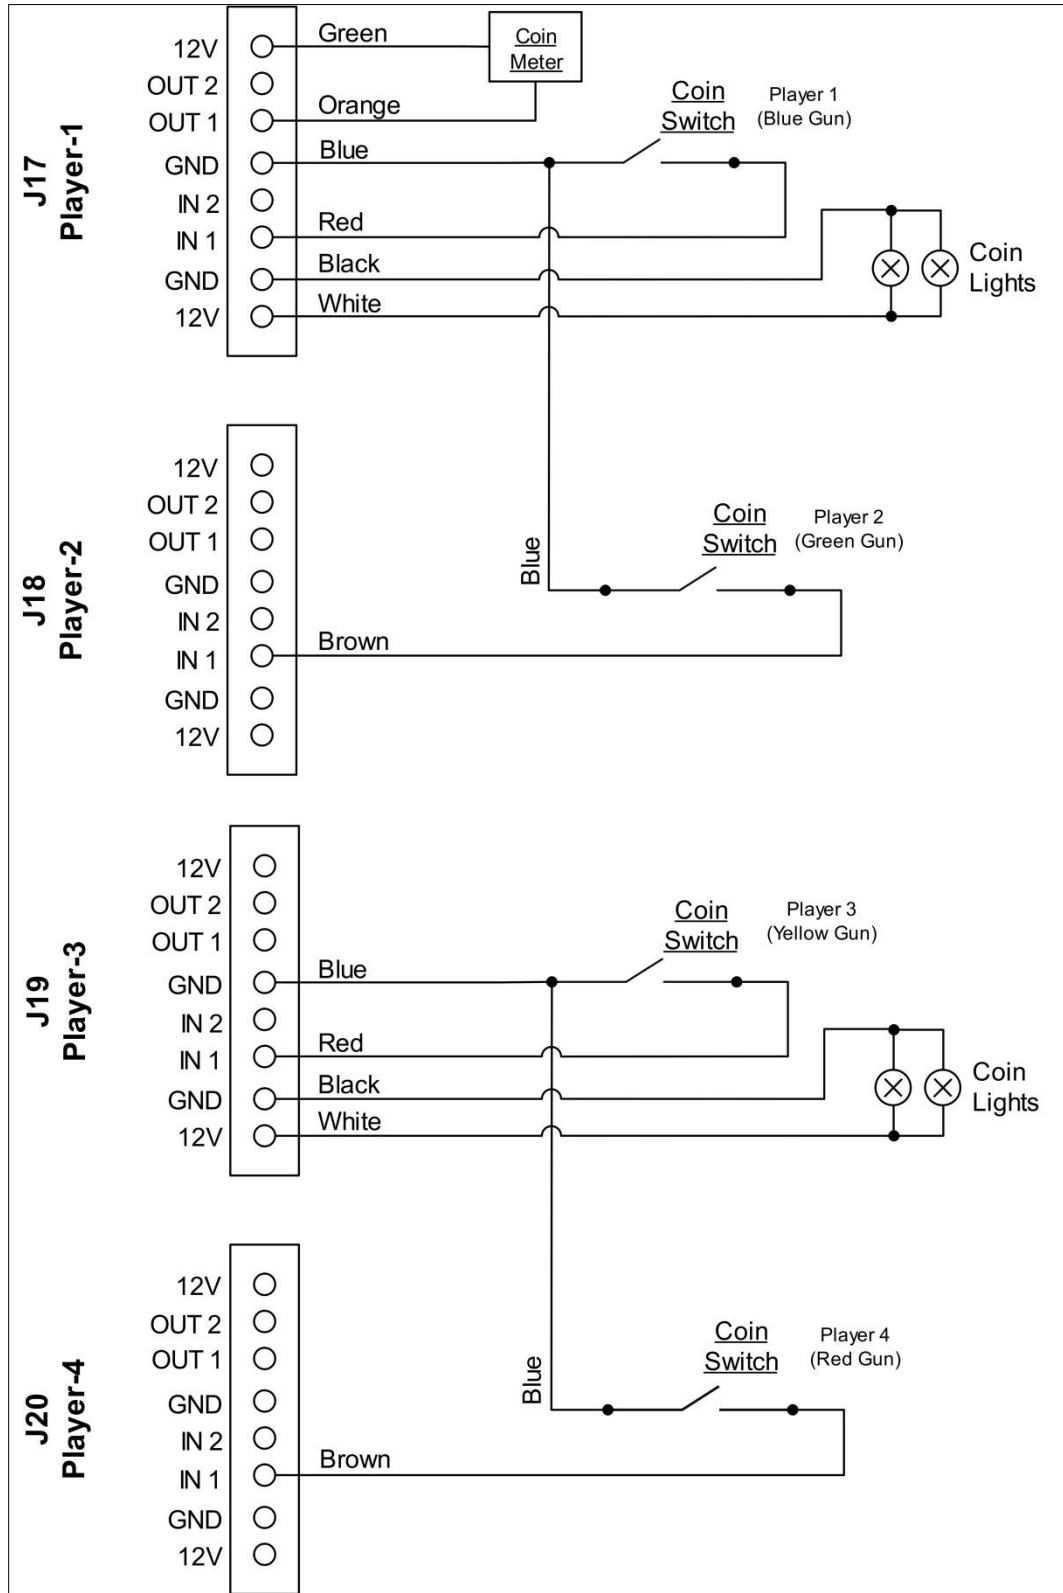 J17
Player-1
12V
OUT 2
OUT 1
GND
IN 2
IN 1
GND
12V
Green
Orange
Blue
Red
Black
White
Coin
Meter
Coin
Switch
Player 1
(Blue Gun)
Coin
Lights
J18
Player-2
12V
OUT 2
OUT 1
GND
IN 2
IN 1
GND
12V
Blue
Brown
Coin
Switch
Player 2
(Green Gun)
J19
Player-3
12V
OUT 2
OUT 1
GND
IN 2
IN 1
GND
12V
Blue
Red
Black
White
Coin
Switch
Player 3
(Yellow Gun)
Coin
Lights
J20
Player-4
12V
OUT 2
OUT 1
GND
IN 2
IN 1
GND
12V
Blue
Brown
Coin
Switch
Player 4
(Red Gun)